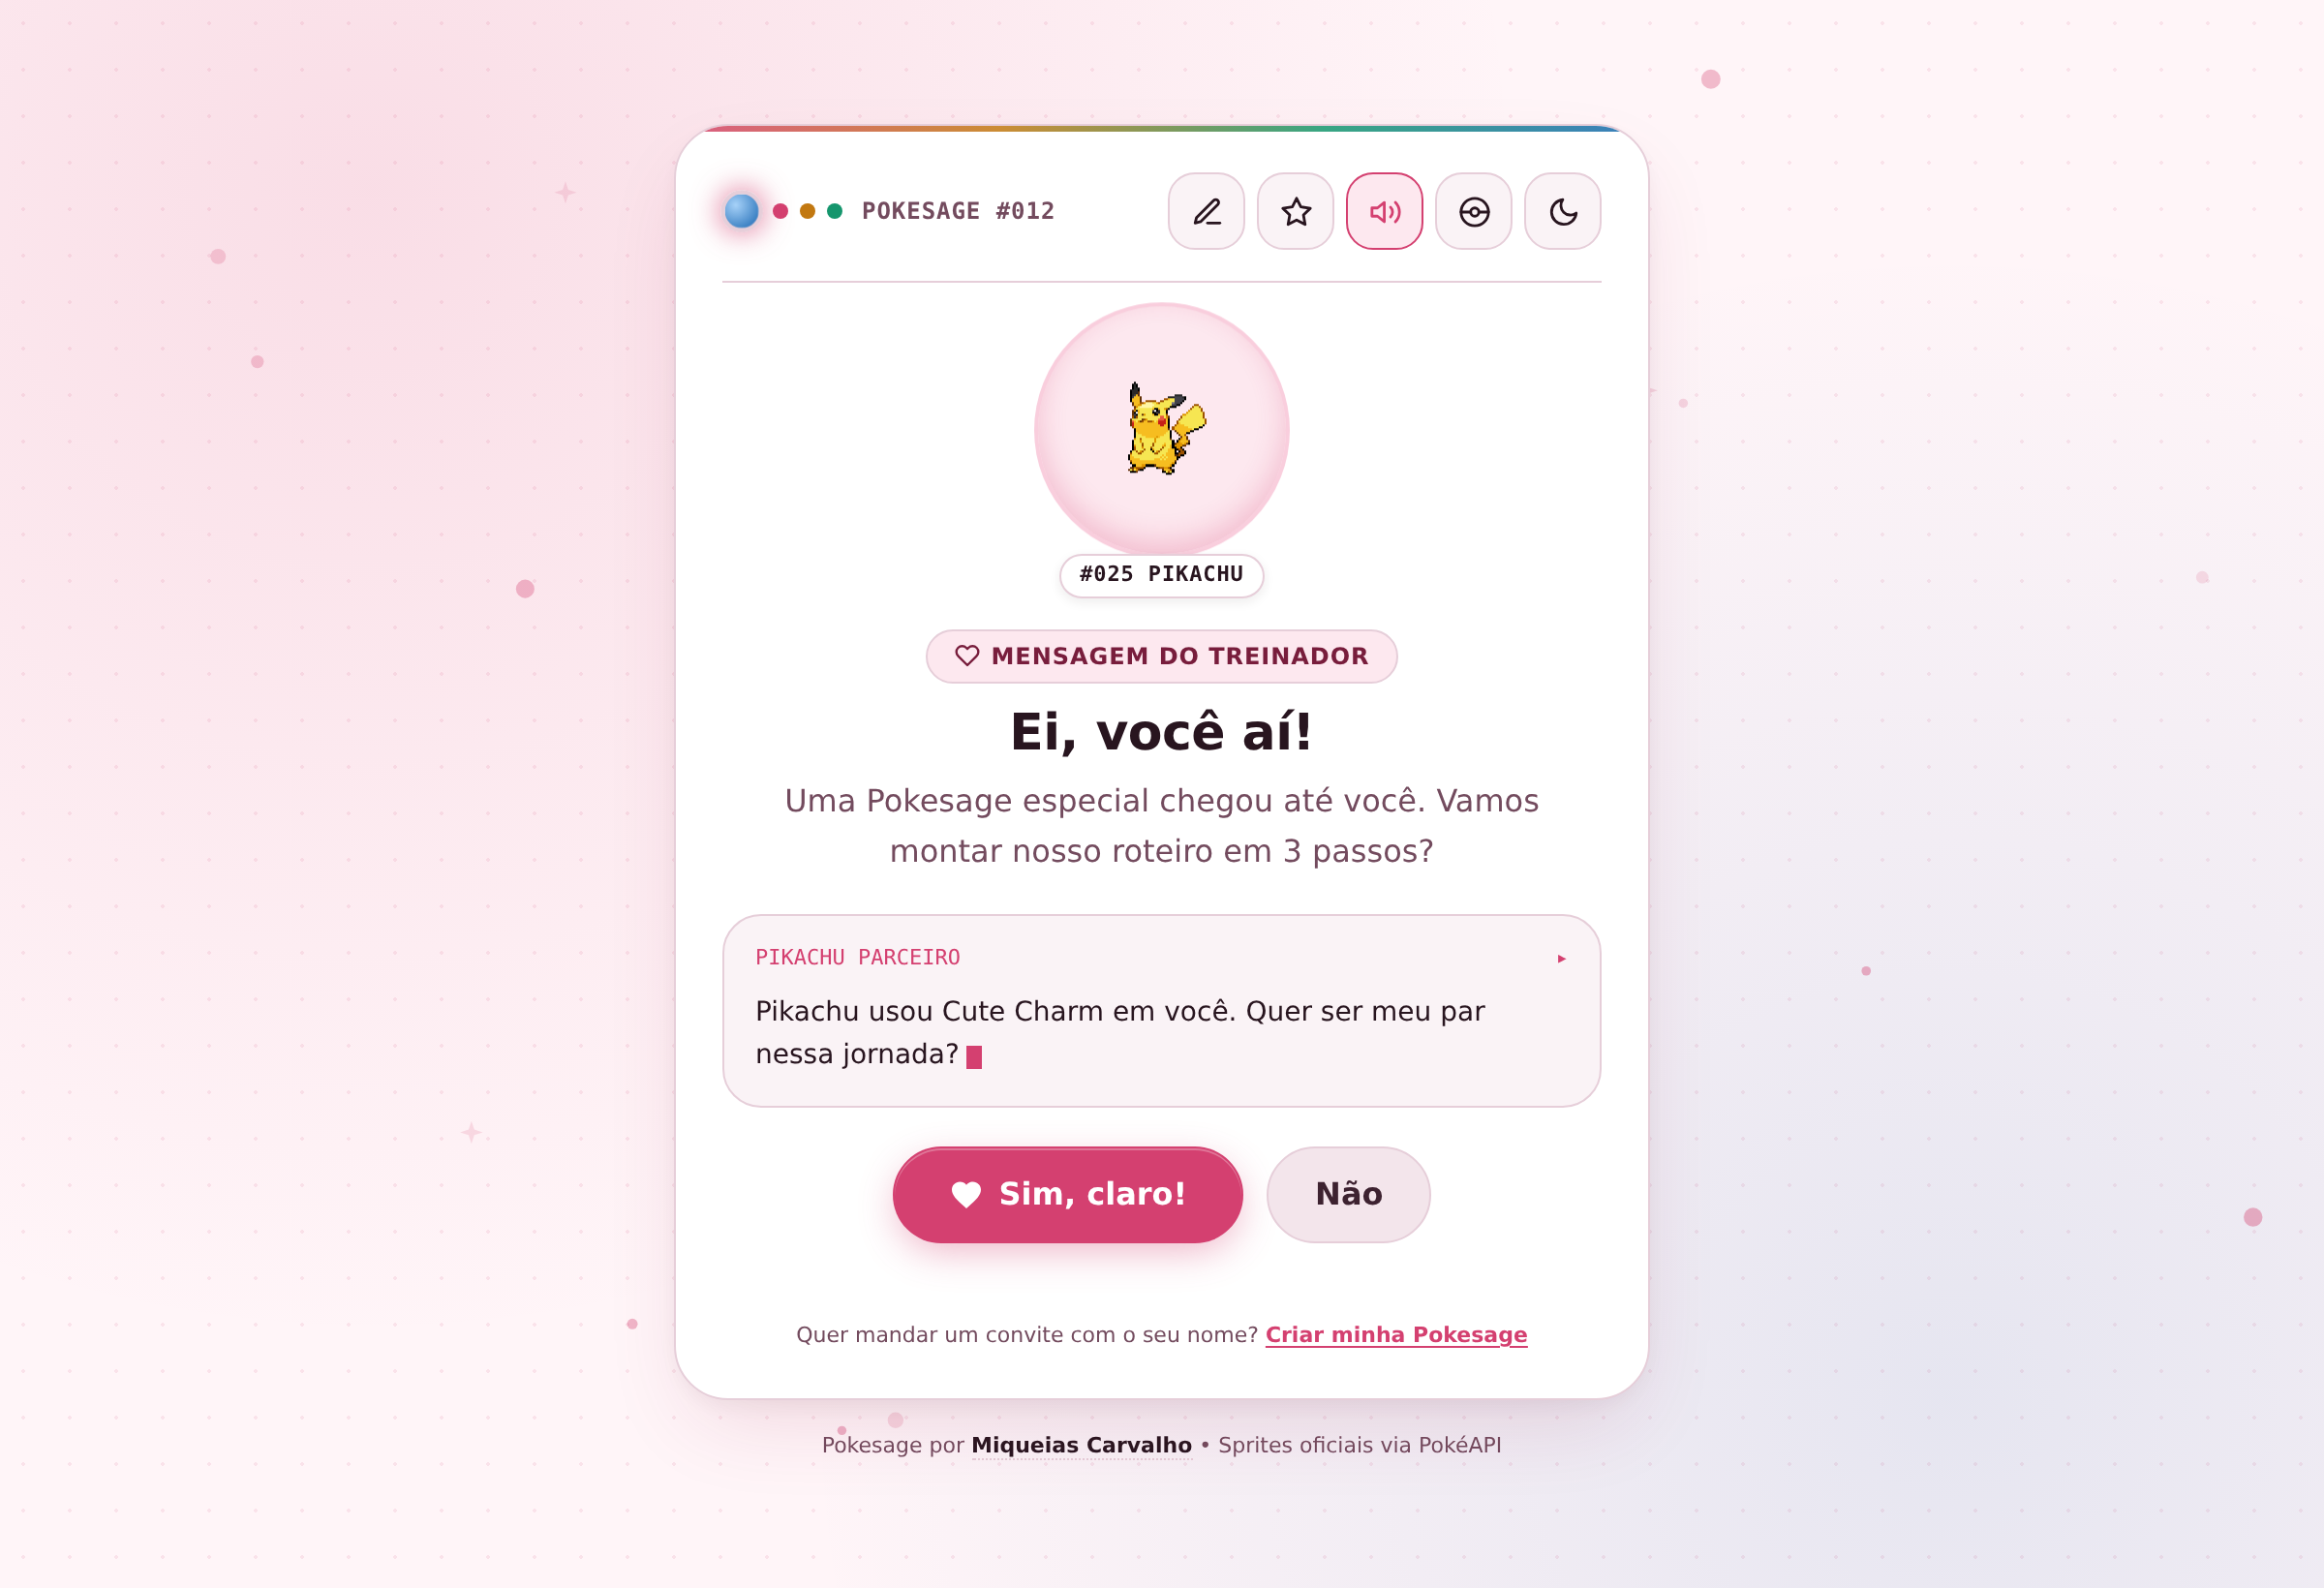 POKESAGE #012
#025 PIKACHU
MENSAGEM DO TREINADOR
Ei, você aí!
Uma Pokesage especial chegou até você. Vamos
montar nosso roteiro em 3 passos?
PIKACHU PARCEIRO
Pikachu usou Cute Charm em você. Quer ser meu par
nessa jornada?
Sim, claro!
Não
Quer mandar um convite com o seu nome? Criar minha Pokesage
Pokesage por Miqueias Carvalho • Sprites oficiais via PokéAPI